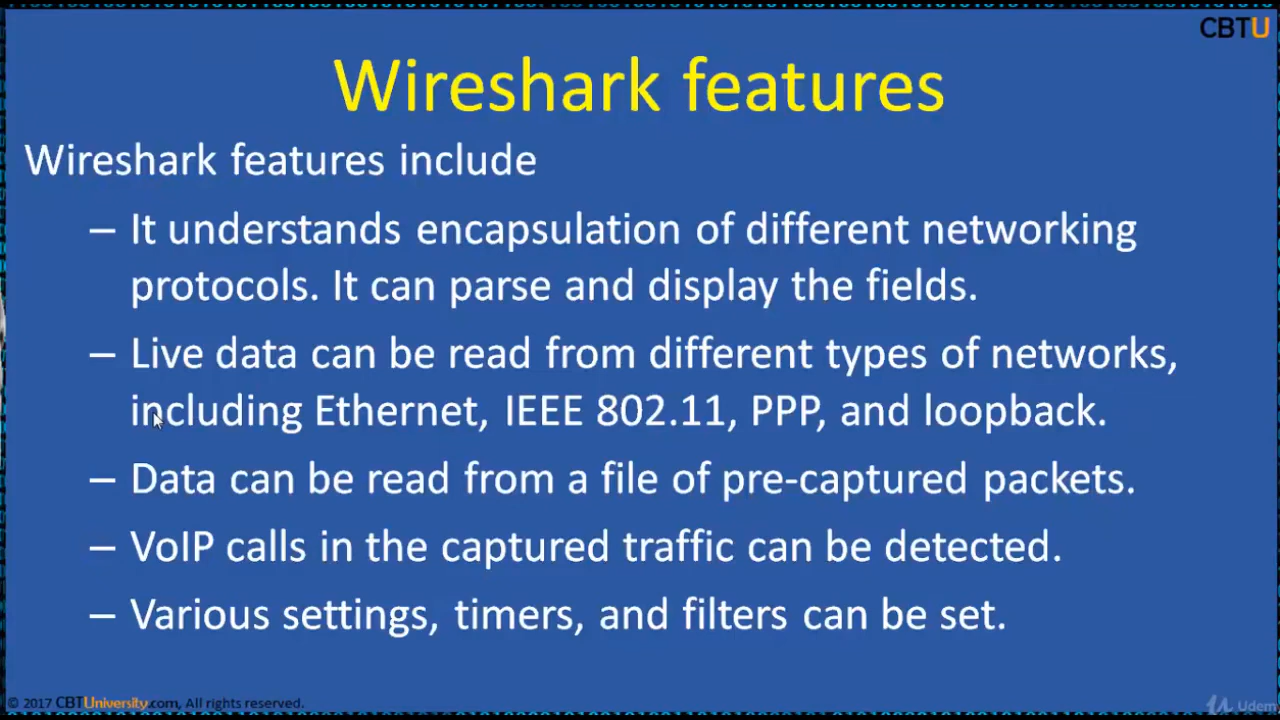 CBTU
Wireshark features
Wireshark features include
– It understands encapsulation of different networking
protocols. It can parse and display the fields.
– Live data can be read from different types of networks,
including Ethernet, IEEE 802.11, PPP, and loopback.
– Data can be read from a file of pre-captured packets.
– VoIP calls in the captured traffic can be detected.
– Various settings, timers, and filters can be set.
© 2017 CBTUniversity.com, All rights reserved.